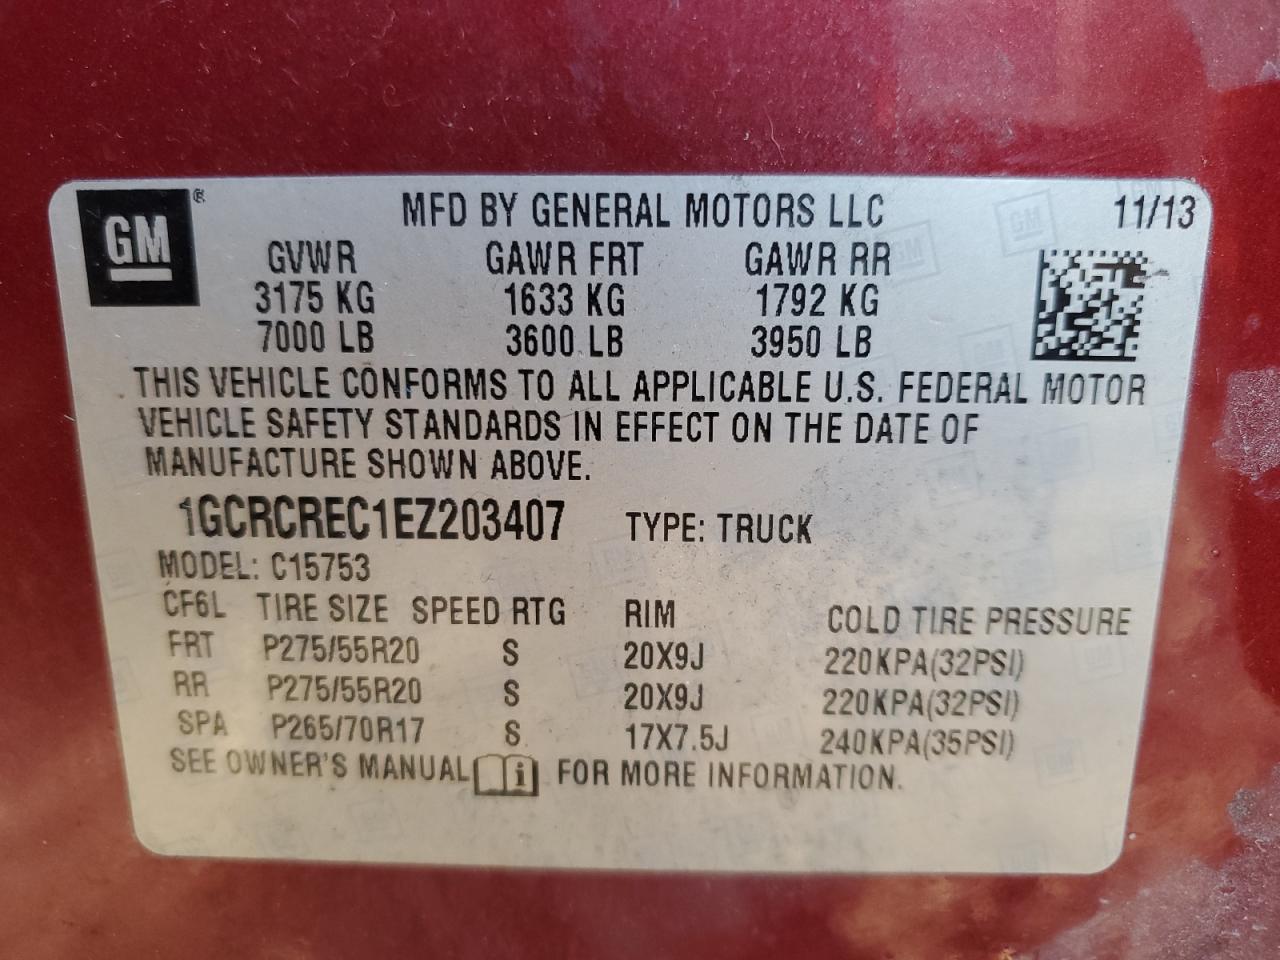 GM®
MFD BY GENERAL MOTORS LLC 11/13
GVWR GAWR FRT GAWR RR
3175 KG 1633 KG 1792 KG
7000 LB 3600 LB 3950 LB
THIS VEHICLE CONFORMS TO ALL APPLICABLE U.S. FEDERAL MOTOR
VEHICLE SAFETY STANDARDS IN EFFECT ON THE DATE OF
MANUFACTURE SHOWN ABOVE.
1GCRCREC1EZ203407 TYPE: TRUCK
MODEL: C15753
CF6L TIRE SIZE SPEED RTG RIM COLD TIRE PRESSURE
FRT P275/55R20 S 20X9J 220KPA(32PSI)
RR P275/55R20 S 20X9J 220KPA(32PSI)
SPA P265/70R17 S 17X7.5J 240KPA(35PSI)
SEE OWNER'S MANUAL i FOR MORE INFORMATION.